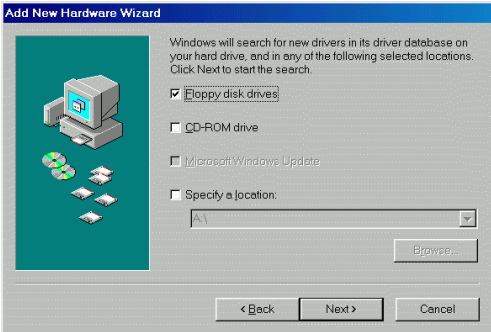 Add New Hardware Wizard
Windows will search for new drivers in its driver database on
your hard drive, and in any of the following selected locations.
Click Next to start the search.
Floppy disk drives
CD-ROM drive
Microsoft Windows Update
Specify a location:
A:\
Browse...
< Back
Next >
Cancel